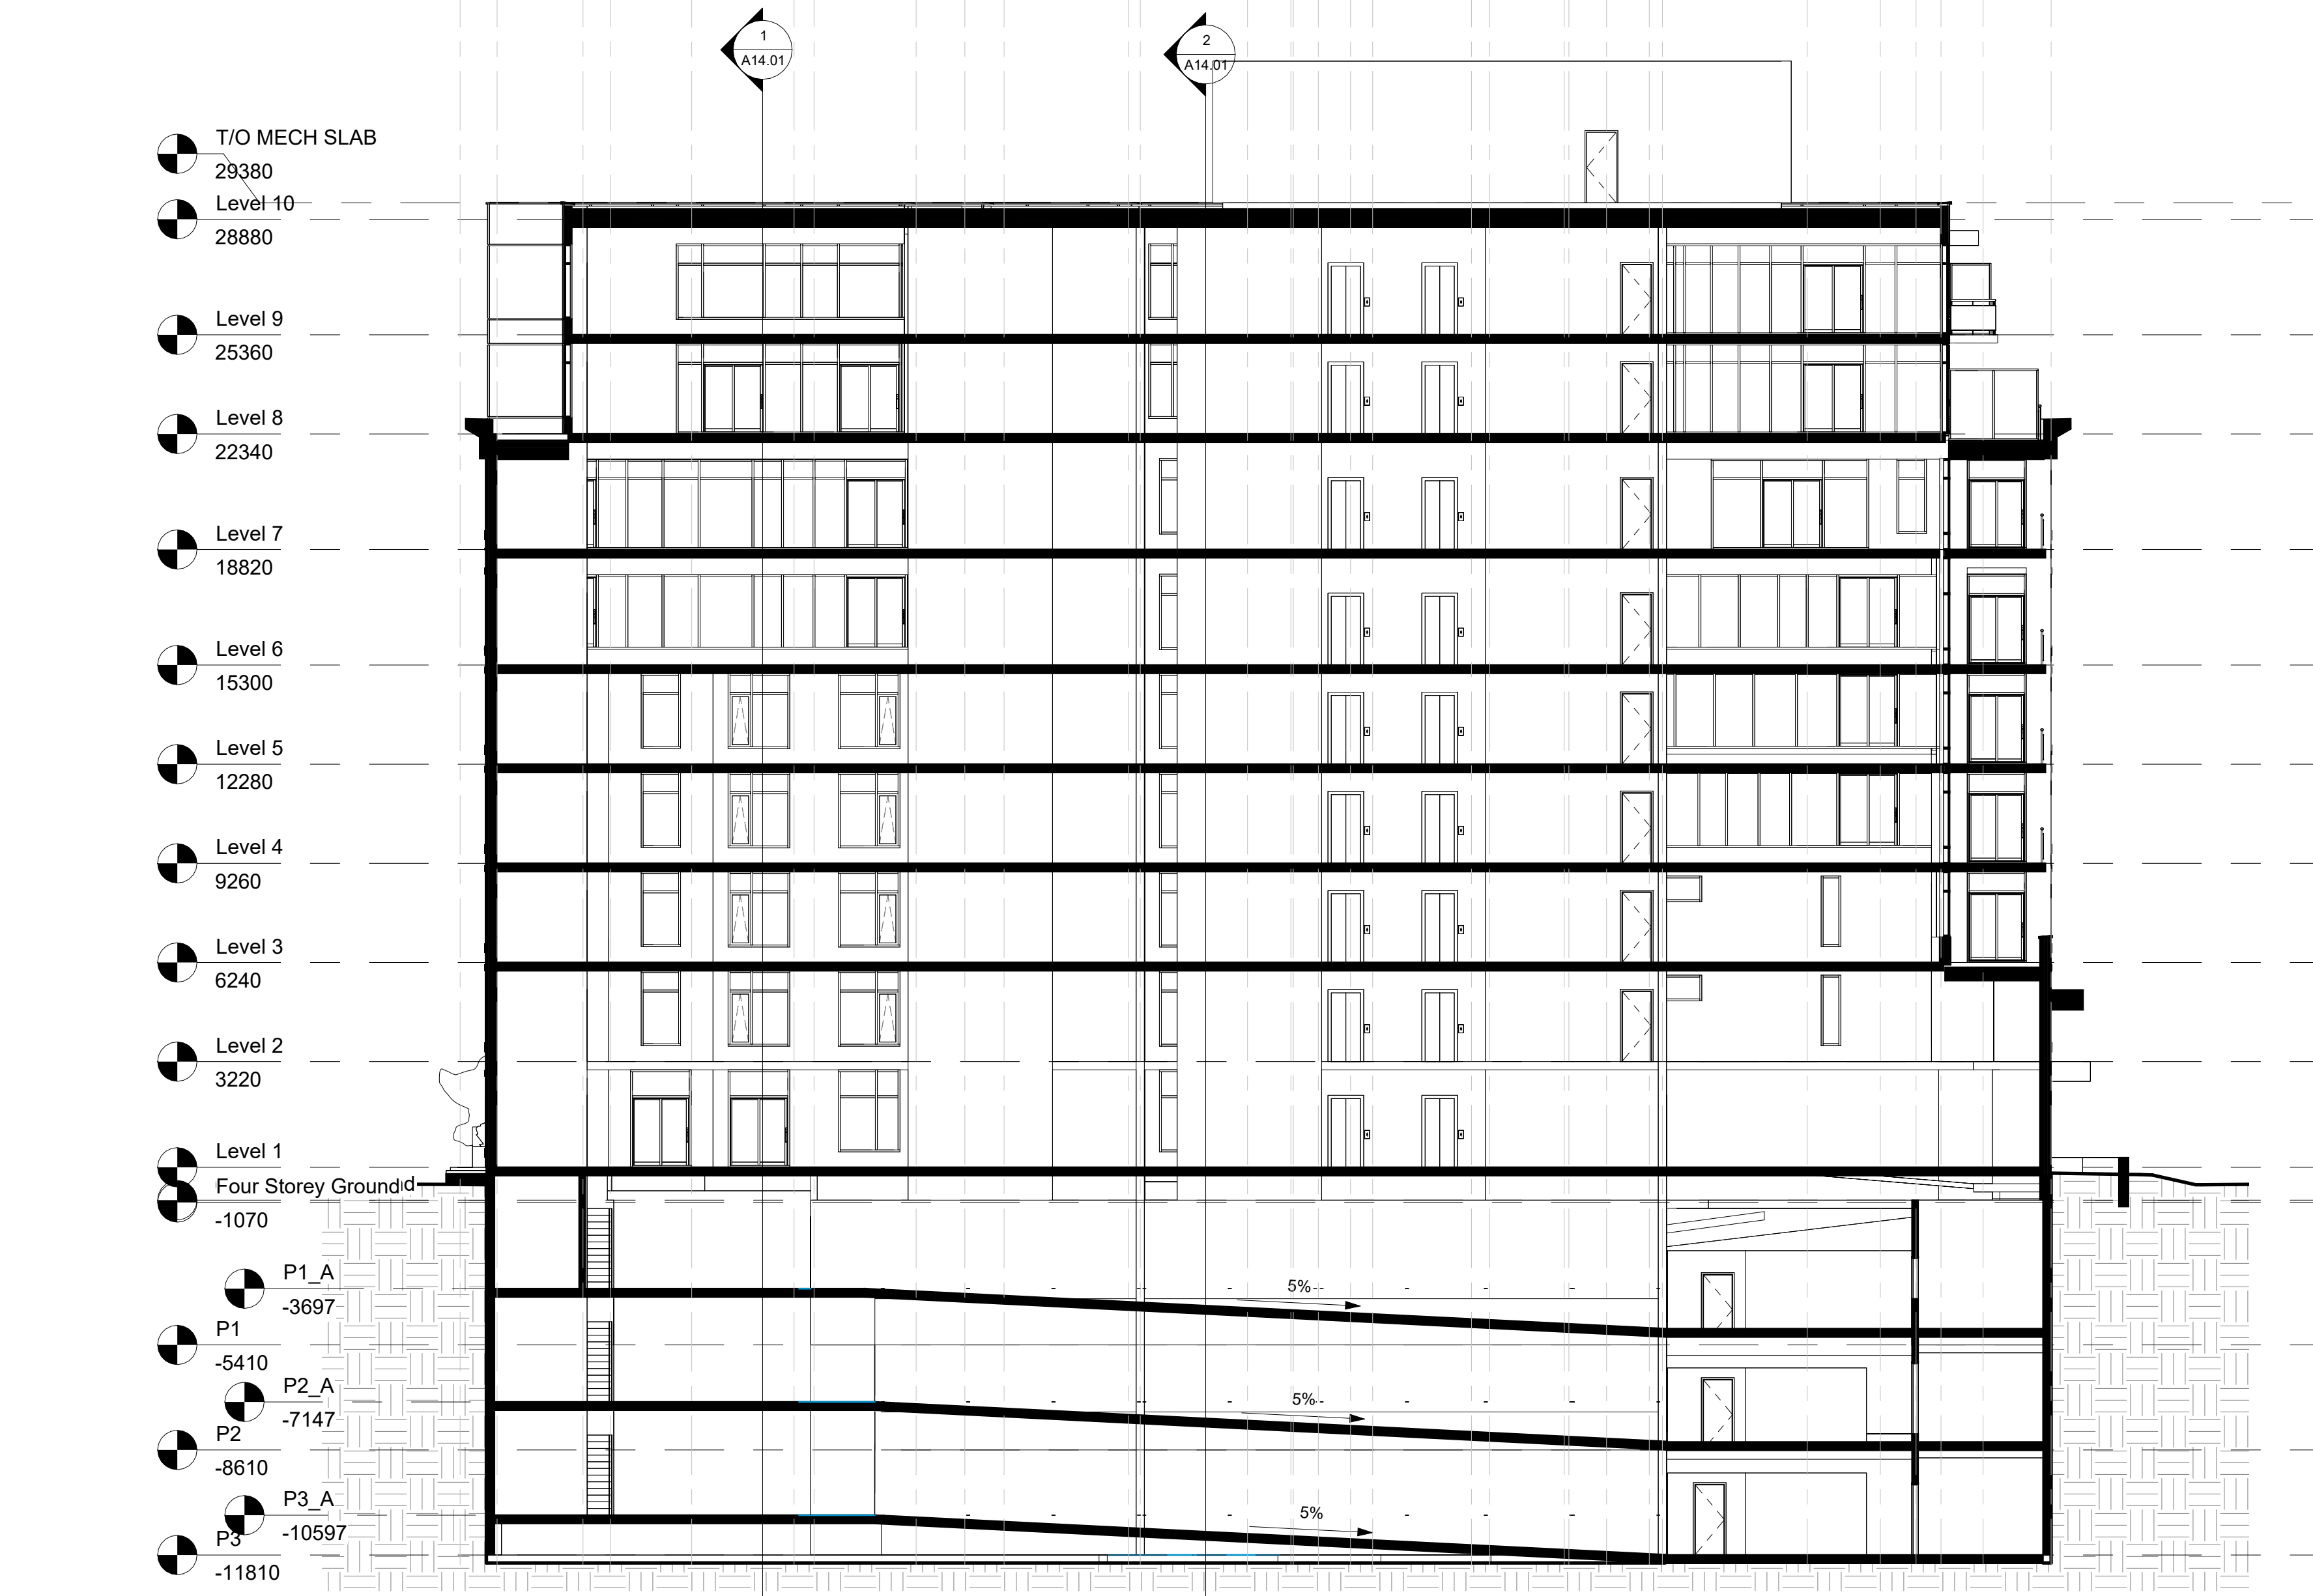 1
A14.01
2
A14.01
T/O MECH SLAB
29380
Level 10
28880
Level 9
25360
Level 8
22340
Level 7
18820
Level 6
15300
Level 5
12280
Level 4
9260
Level 3
6240
Level 2
3220
Level 1
Four Storey Ground
-1070
P1_A
-3697
5%
P1
-5410
P2_A
-7147
5%
P2
-8610
P3_A
-10597
5%
P3
-11810